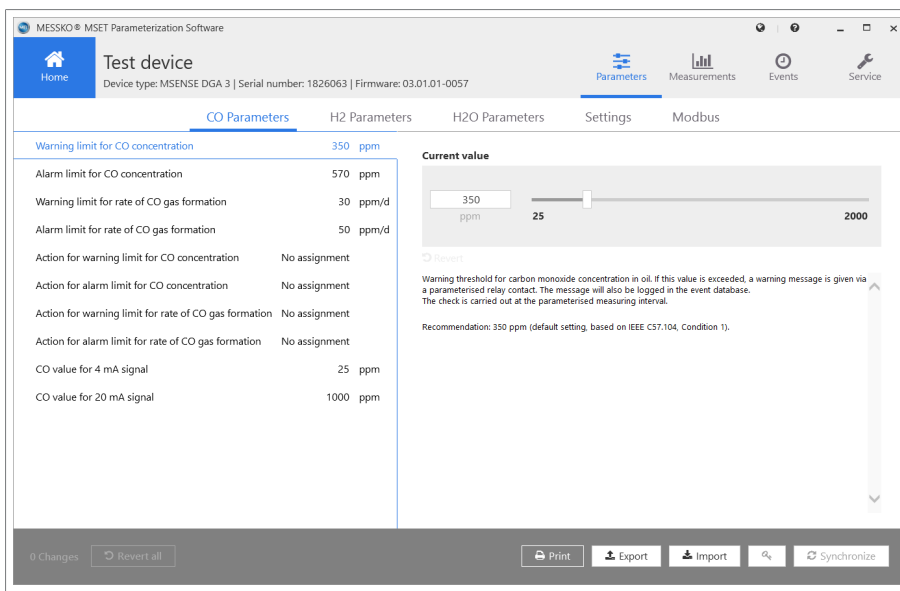 MESSKO® MSET Parameterization Software
Home
Test device
Device type: MSENSE DGA 3 | Serial number: 1826063 | Firmware: 03.01.01-0057
Parameters
Measurements
Events
Service
CO Parameters
H2 Parameters
H2O Parameters
Settings
Modbus
Warning limit for CO concentration 350 ppm
Alarm limit for CO concentration 570 ppm
Warning limit for rate of CO gas formation 30 ppm/d
Alarm limit for rate of CO gas formation 50 ppm/d
Action for warning limit for CO concentration No assignment
Action for alarm limit for CO concentration No assignment
Action for warning limit for rate of CO gas formation No assignment
Action for alarm limit for rate of CO gas formation No assignment
CO value for 4 mA signal 25 ppm
CO value for 20 mA signal 1000 ppm
Current value
350
ppm
25
2000
Revert
Warning threshold for carbon monoxide concentration in oil. If this value is exceeded, a warning message is given via
a parameterised relay contact. The message will also be logged in the event database.
The check is carried out at the parameterised measuring interval.
Recommendation: 350 ppm (default setting, based on IEEE C57.104, Condition 1).
0 Changes
Revert all
Print
Export
Import
Synchronize